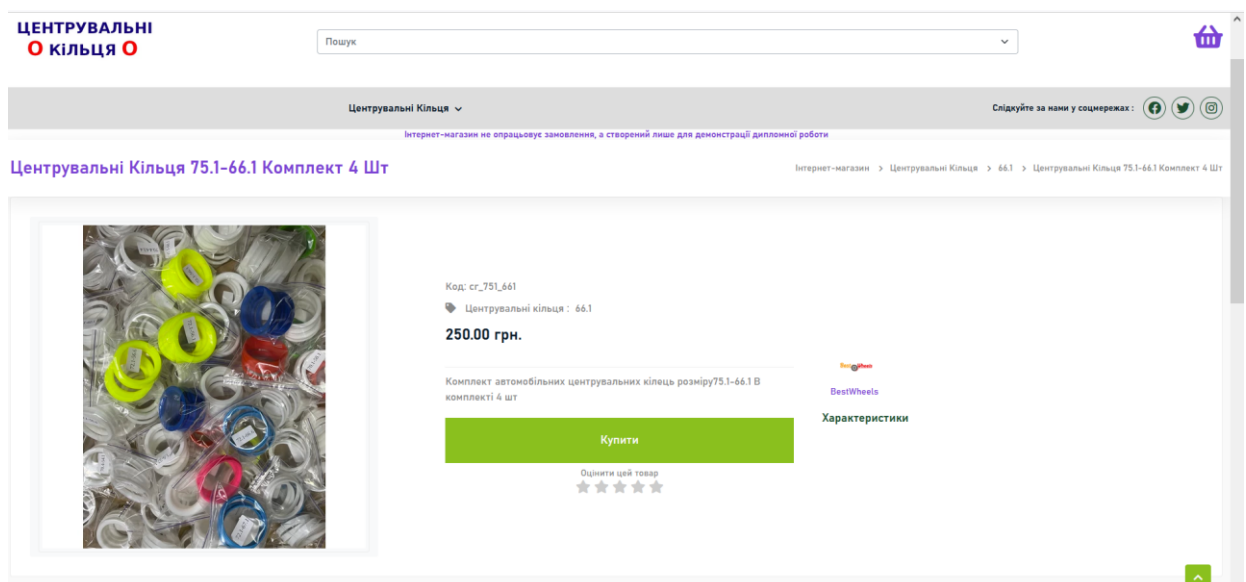 ЦЕНТРУВАЛЬНІ
О КІЛЬЦЯ О
Пошук
Центрувальні Кільця
Слідкуйте за нами у соцмережах :
Інтернет-магазин не опрацьовує замовлення, а створений лише для демонстрації дипломної роботи
Центрувальні Кільця 75.1-66.1 Комплект 4 Шт
Інтернет-магазин > Центрувальні Кільця > 66.1 > Центрувальні Кільця 75.1-66.1 Комплект 4 Шт
Код: cr_751_661
Центрувальні кільця : 66.1
250.00 грн.
Комплект автомобільних центрувальних кілець розміру75.1-66.1 В
комплекті 4 шт
BestWheels
Характеристики
Купити
Оцінити цей товар